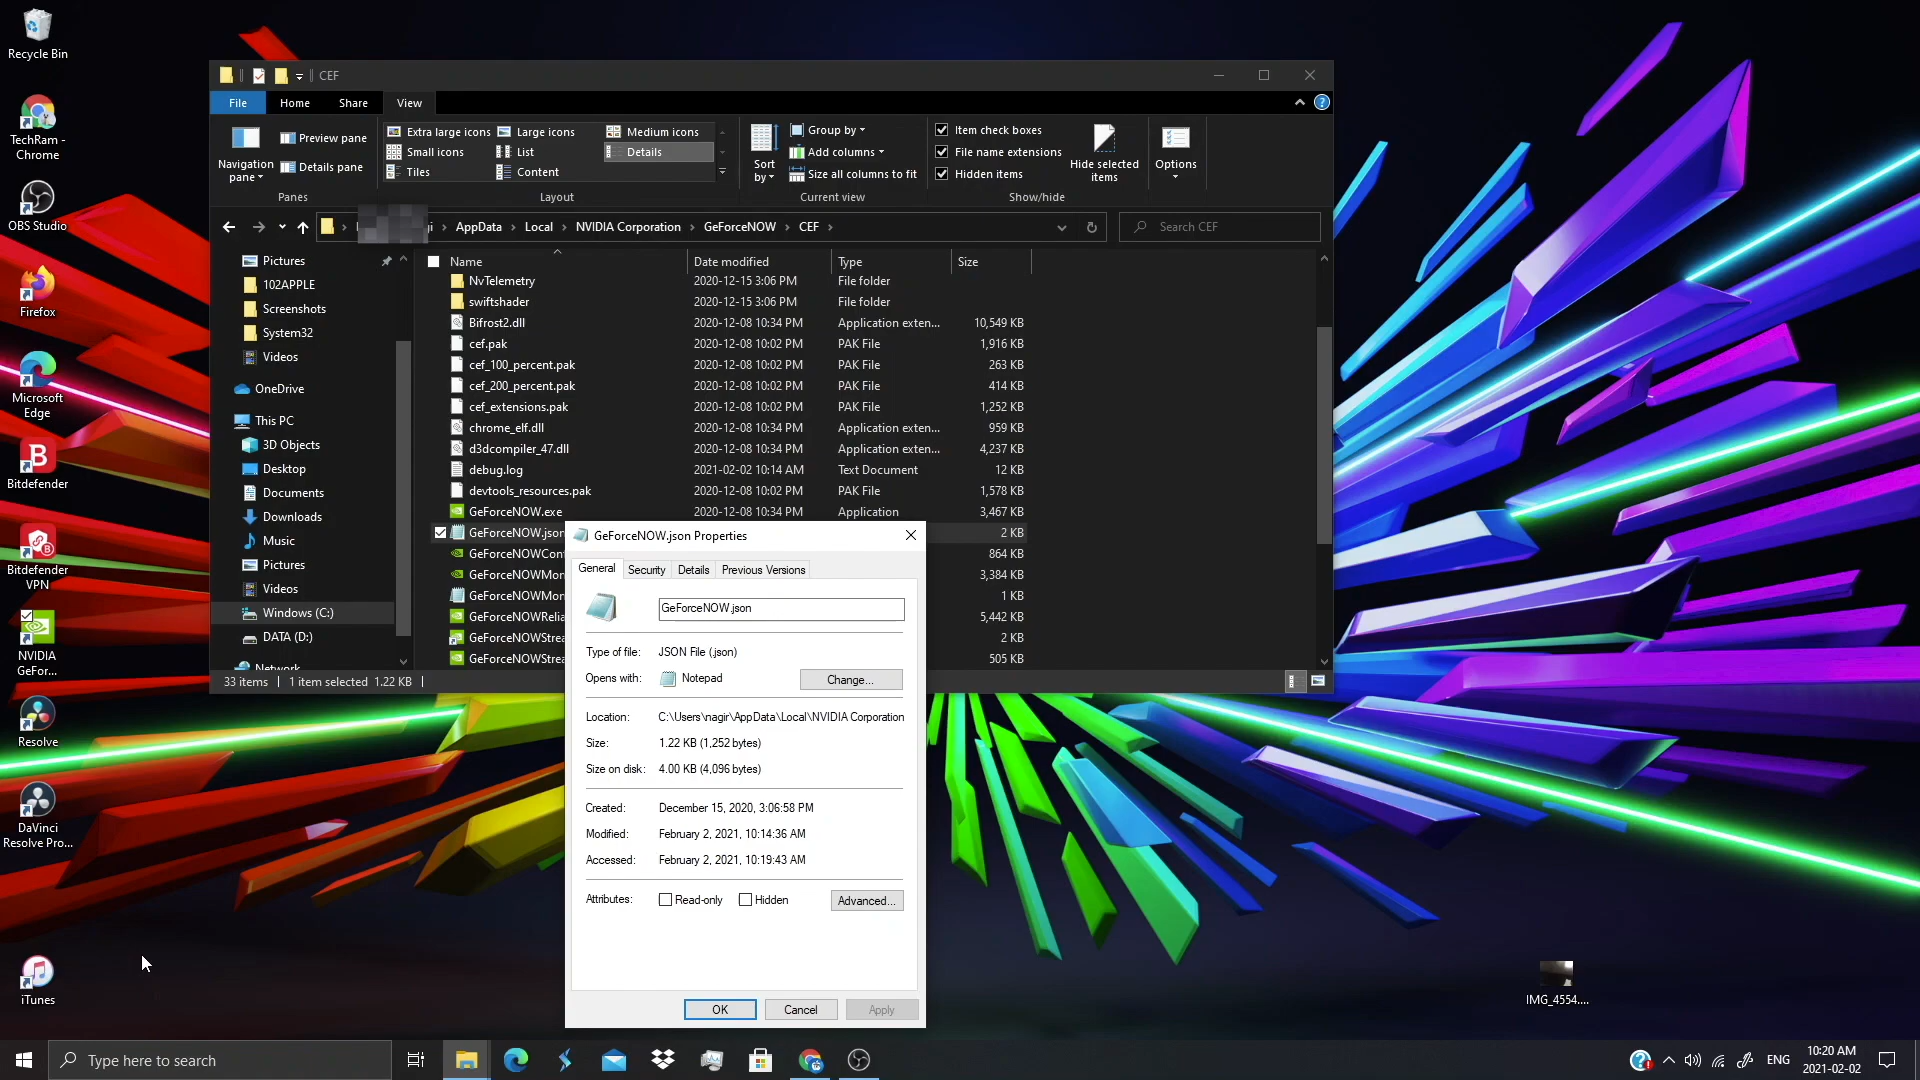 Recycle Bin
TechRam -
Chrome
OBS Studio
Firefox
Microsoft
Edge
Bitdefender
Bitdefender
VPN
NVIDIA
GeFor...
Resolve
DaVinci
Resolve Pro...
iTunes
CEF
File Home Share View
Navigation
pane
Preview pane
Details pane
Panes
Extra large icons Large icons Medium icons
Small icons List Details
Tiles Content
Layout
Sort
by
Group by
Add columns
Size all columns to fit
Current view
Item check boxes
File name extensions
Hidden items
Hide selected
items
Show/hide
Options
AppData Local NVIDIA Corporation GeForceNOW CEF
Search CEF
Pictures
102APPLE
Screenshots
System32
Videos
OneDrive
This PC
3D Objects
Desktop
Documents
Downloads
Music
Pictures
Videos
Windows (C:)
DATA (D:)
Network
Name Date modified Type Size
NvTelemetry 2020-12-15 3:06 PM File folder
swiftshader 2020-12-15 3:06 PM File folder
Bifrost2.dll 2020-12-08 10:34 PM Application exten... 10,549 KB
cef.pak 2020-12-08 10:02 PM PAK File 1,916 KB
cef_100_percent.pak 2020-12-08 10:02 PM PAK File 263 KB
cef_200_percent.pak 2020-12-08 10:02 PM PAK File 414 KB
cef_extensions.pak 2020-12-08 10:02 PM PAK File 1,252 KB
chrome_elf.dll 2020-12-08 10:34 PM Application exten... 959 KB
d3dcompiler_47.dll 2020-12-08 10:34 PM Application exten... 4,237 KB
debug.log 2021-02-02 10:14 AM Text Document 12 KB
devtools_resources.pak 2020-12-08 10:02 PM PAK File 1,578 KB
GeForceNOW.exe 2020-12-08 10:34 PM Application 3,467 KB
GeForceNOW.json 2 KB
GeForceNOWCon 864 KB
GeForceNOWMon 3,384 KB
GeForceNOWMon 1 KB
GeForceNOWRelia 5,442 KB
GeForceNOWStrea 2 KB
GeForceNOWStrea 505 KB
33 items 1 item selected 1.22 KB
GeForceNOW.json Properties
General Security Details Previous Versions
GeForceNOW.json
Type of file: JSON File (.json)
Opens with: Notepad Change...
Location: C:\Users\nagir\AppData\Local\NVIDIA Corporation
Size: 1.22 KB (1,252 bytes)
Size on disk: 4.00 KB (4,096 bytes)
Created: December 15, 2020, 3:06:58 PM
Modified: February 2, 2021, 10:14:36 AM
Accessed: February 2, 2021, 10:19:43 AM
Attributes: Read-only Hidden Advanced...
OK Cancel Apply
IMG_4554....
Type here to search
ENG
10:20 AM
2021-02-02